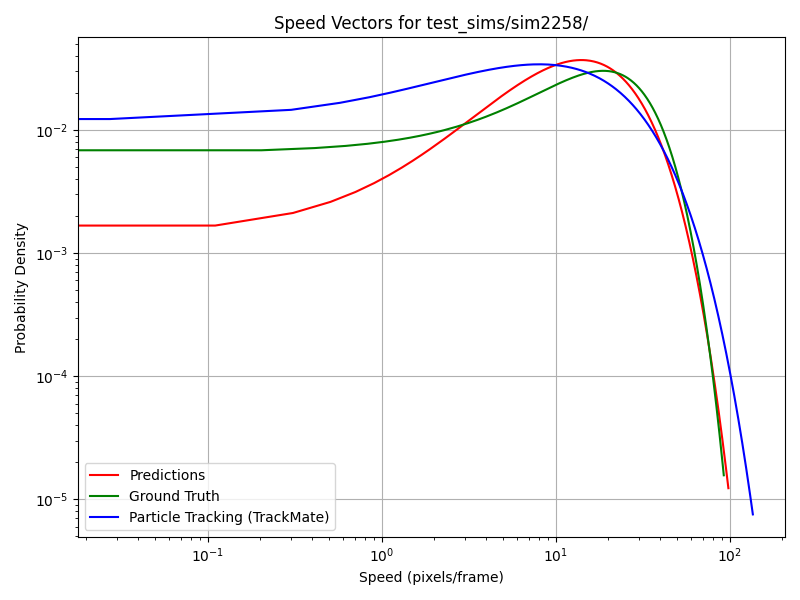 Speed Vectors for test_sims/sim2258/
Probability Density
10⁻²
10⁻³
10⁻⁴
10⁻⁵
Predictions
Ground Truth
Particle Tracking (TrackMate)
10⁻¹ 10⁰ 10¹ 10²
Speed (pixels/frame)